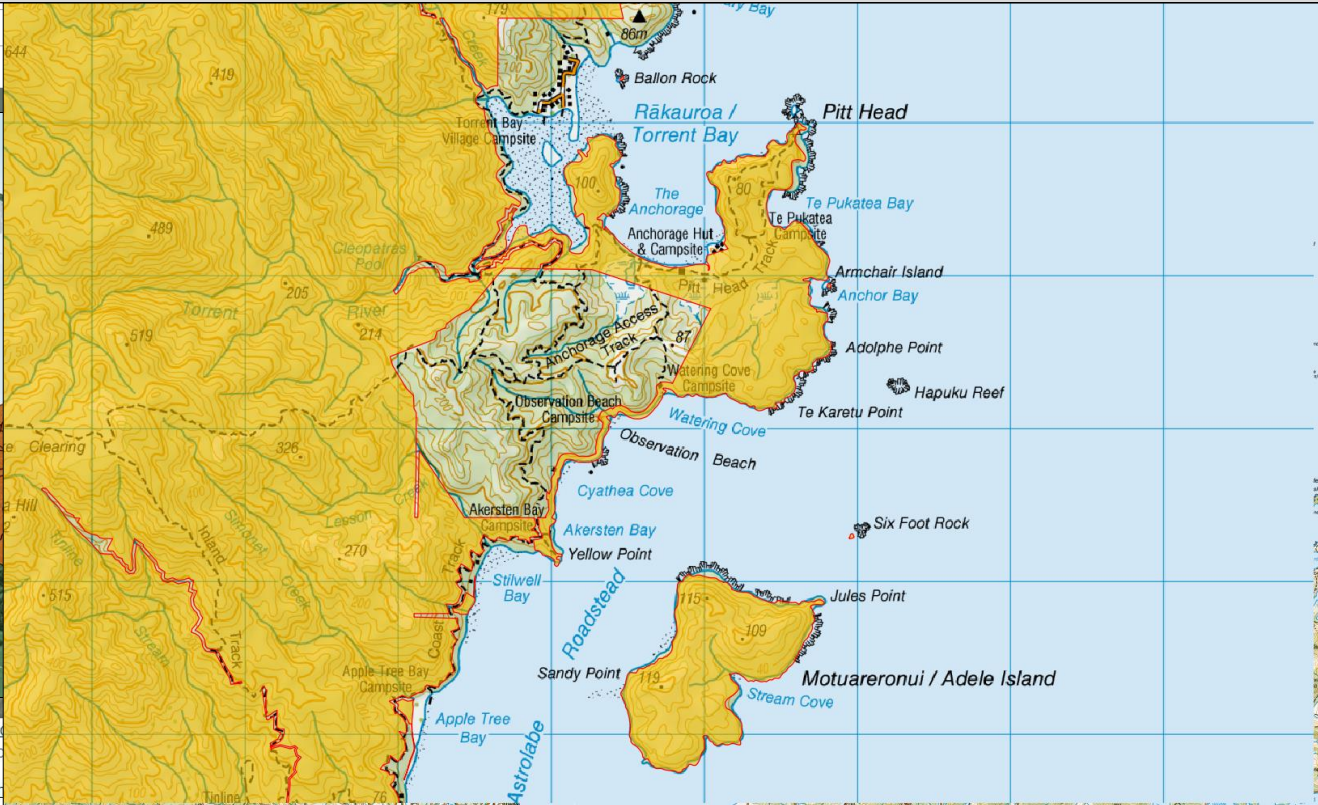 179
86m
644
Creek
100
419
Ballon Rock
Rākauroa /
Torrent Bay
Pitt Head
Torrent Bay
Village Campsite
100
80
The
Anchorage
Te Pukatea Bay
489
Anchorage Hut
& Campsite
Te Pukatea
Campsite
Cleopatras
Pool
Track
Armchair Island
Pitt Head
Anchor Bay
205
Torrent
River
214
519
Anchorage Access
Track
87
Adolphe Point
Watering Cove
Campsite
Hapuku Reef
200
Observation Beach
Campsite
Te Karetu Point
Watering Cove
Clearing
326
Observation Beach
Cyathea Cove
Creek
Hill
Akersten Bay
Campsite
Lesson
Akersten Bay
Six Foot Rock
Inland
Stilwell
270
Tinline
Track
Yellow Point
Creek
Stilwell
Bay
Roadstead
515
115
Jules Point
109
Coast
Track
Apple Tree Bay
Campsite
Sandy Point
119
40
Motuareronui / Adele Island
Stream Cove
Apple Tree
Bay
Astrolabe
Tinline
76